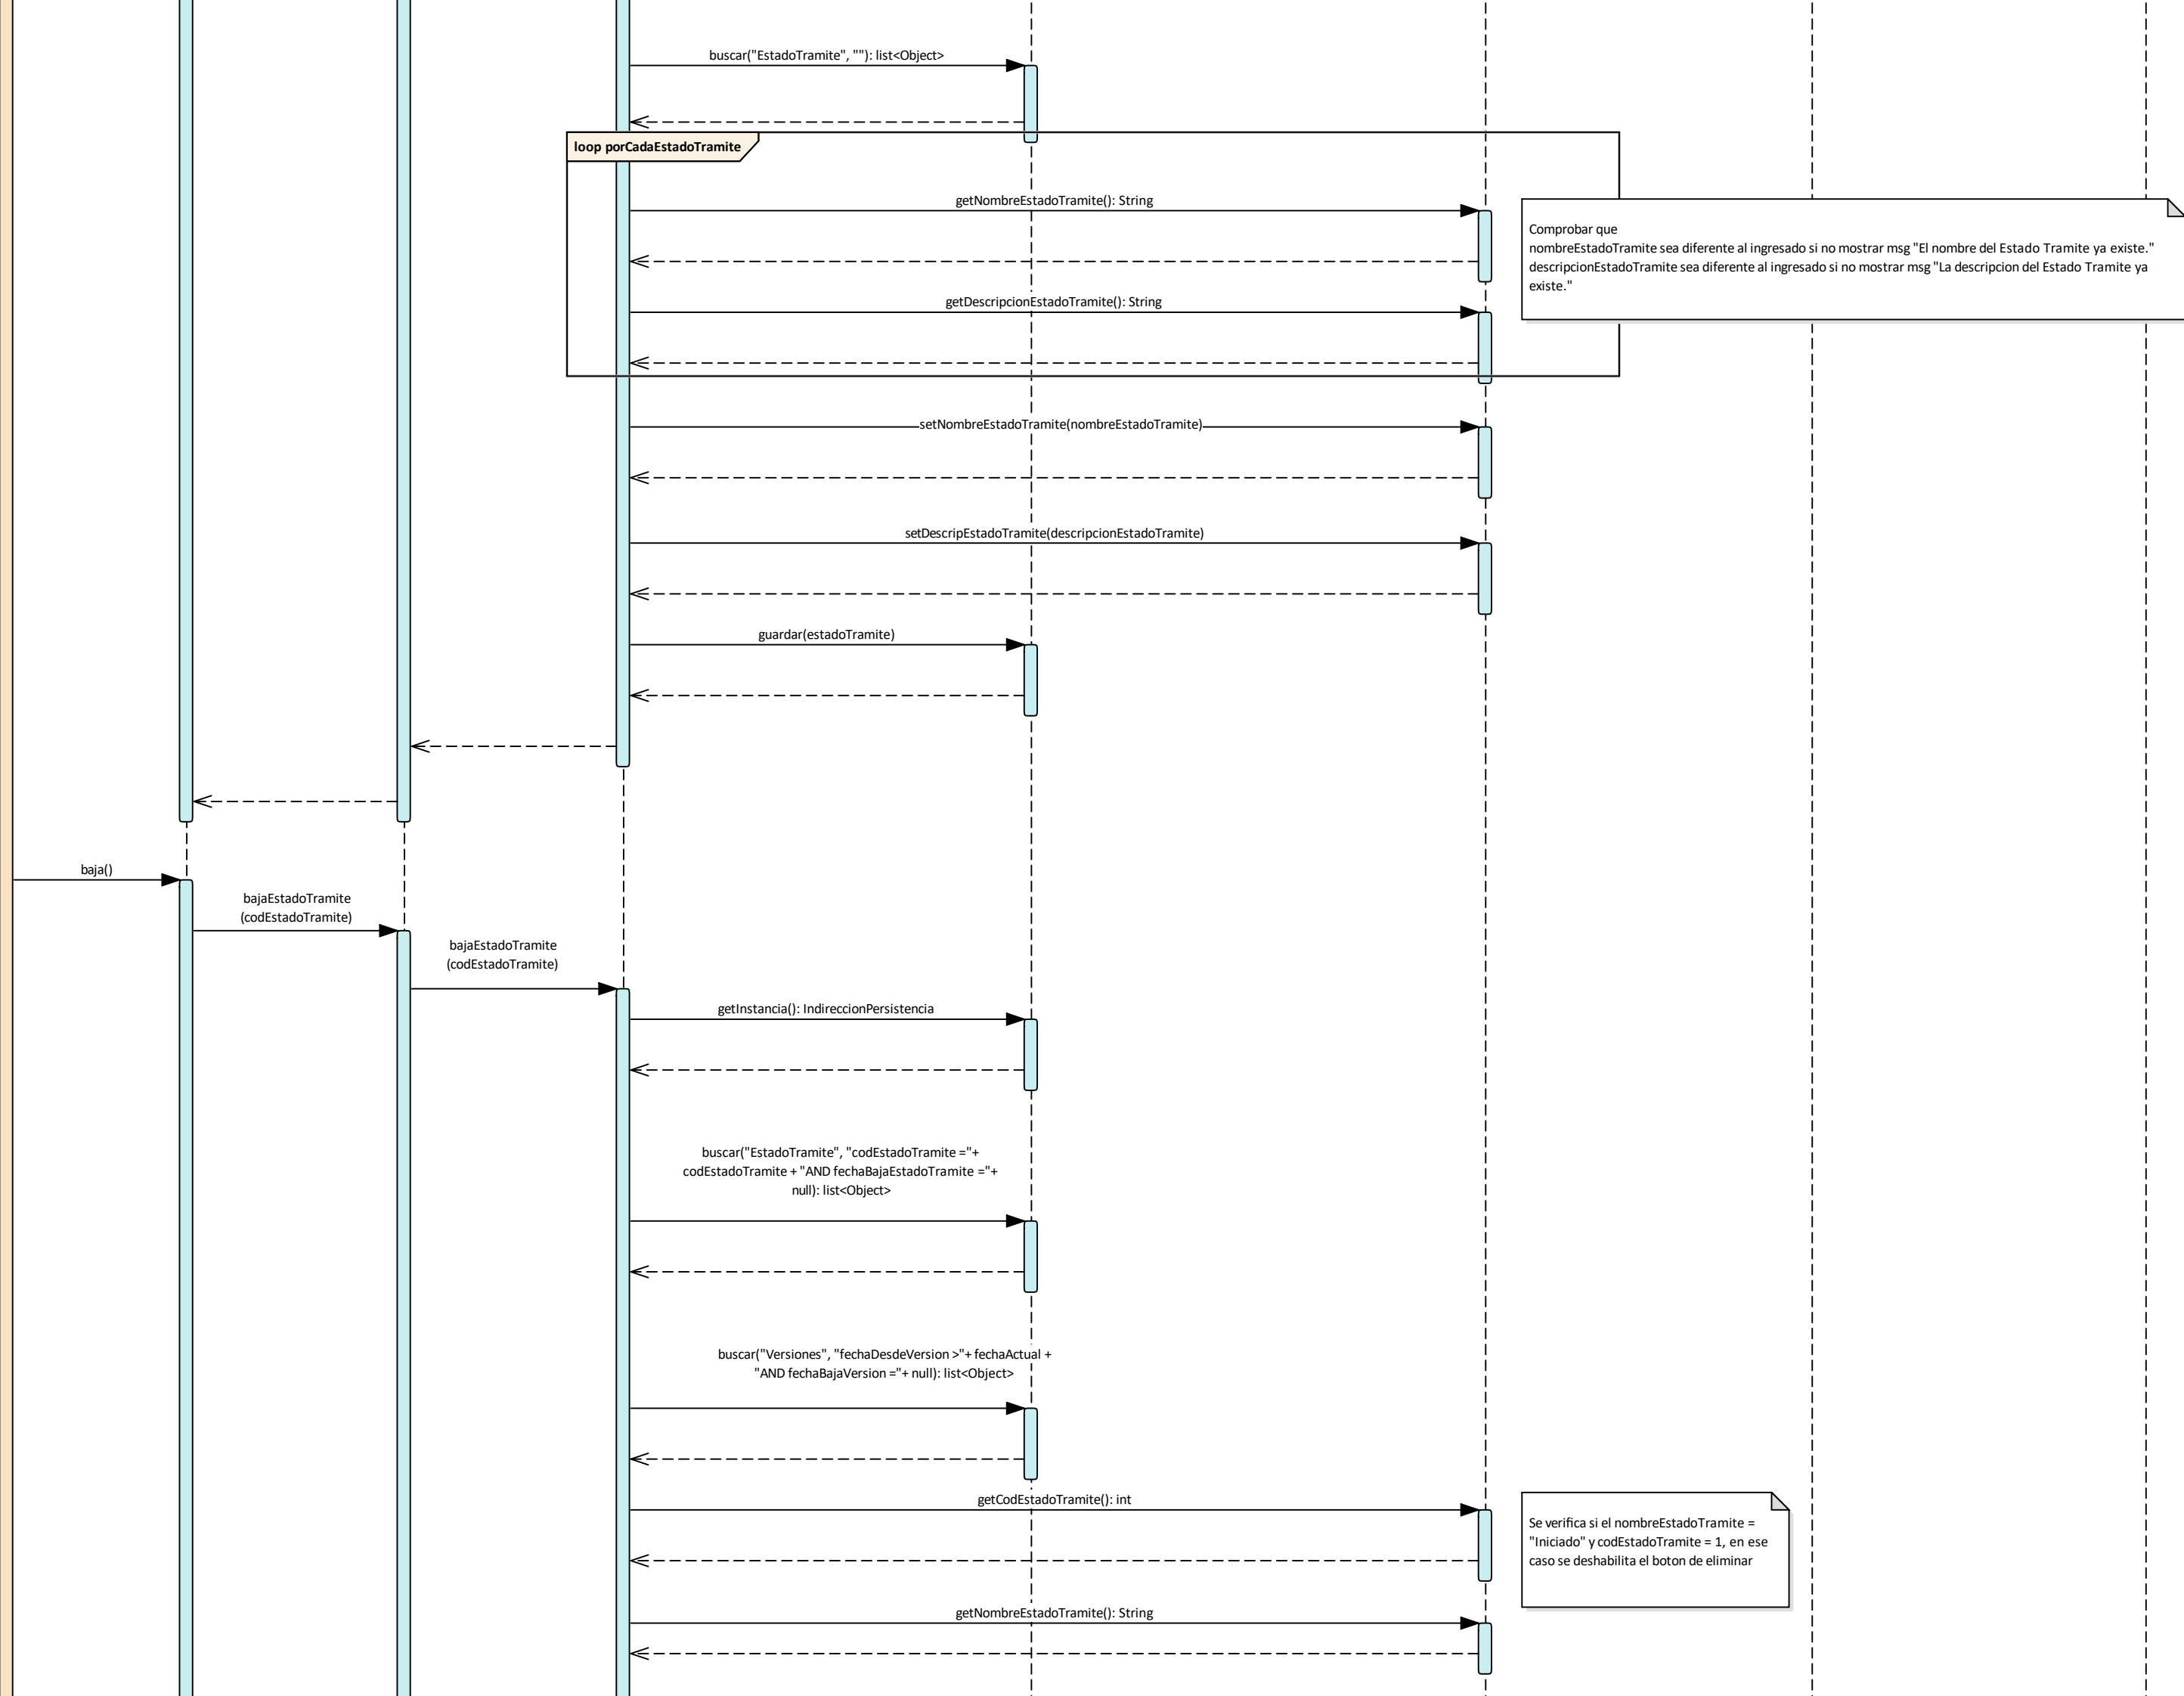 buscar("EstadoTramite", ""): list<Object>
loop porCadaEstadoTramite
getNombreEstadoTramite(): String
Comprobar que
nombreEstadoTramite sea diferente al ingresado si no mostrar msg "El nombre del Estado Tramite ya existe."
descripcionEstadoTramite sea diferente al ingresado si no mostrar msg "La descripcion del Estado Tramite ya
existe."
getDescripcionEstadoTramite(): String
setNombreEstadoTramite(nombreEstadoTramite)
setDescripEstadoTramite(descripcionEstadoTramite)
guardar(estadoTramite)
baja()
bajaEstadoTramite
(codEstadoTramite)
bajaEstadoTramite
(codEstadoTramite)
getInstancia(): IndireccionPersistencia
buscar("EstadoTramite", "codEstadoTramite ="+
codEstadoTramite + "AND fechaBajaEstadoTramite ="+
null): list<Object>
buscar("Versiones", "fechaDesdeVersion >"+ fechaActual +
"AND fechaBajaVersion ="+ null): list<Object>
getCodEstadoTramite(): int
Se verifica si el nombreEstadoTramite =
"Iniciado" y codEstadoTramite = 1, en ese
caso se deshabilita el boton de eliminar
getNombreEstadoTramite(): String